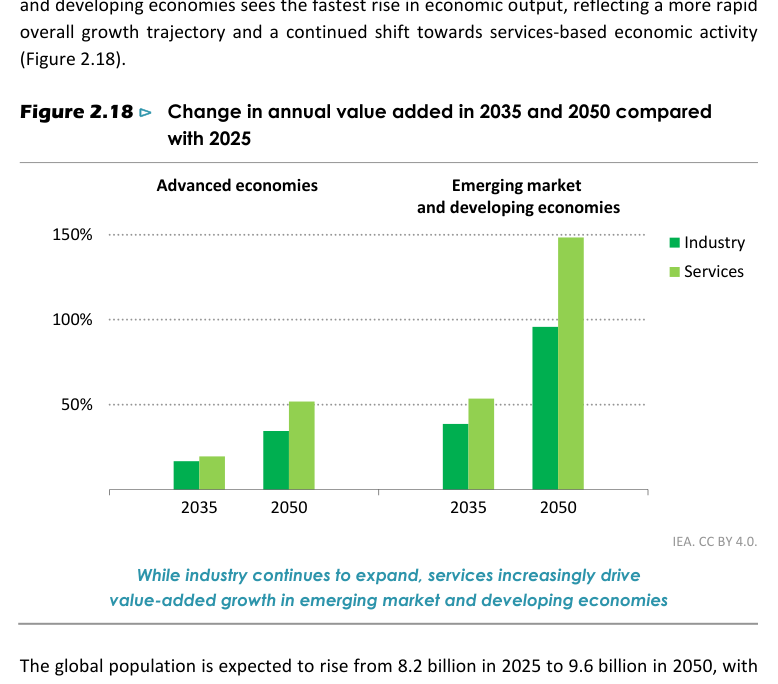 and developing economies sees the fastest rise in economic output, reflecting a more rapid
overall growth trajectory and a continued shift towards services-based economic activity
(Figure 2.18).
Figure 2.18 ⊳ Change in annual value added in 2035 and 2050 compared
with 2025
Advanced economies
Emerging market
and developing economies
150%
100%
50%
Industry
Services
2035
2050
2035
2050
IEA. CC BY 4.0.
While industry continues to expand, services increasingly drive
value-added growth in emerging market and developing economies
The global population is expected to rise from 8.2 billion in 2025 to 9.6 billion in 2050, with